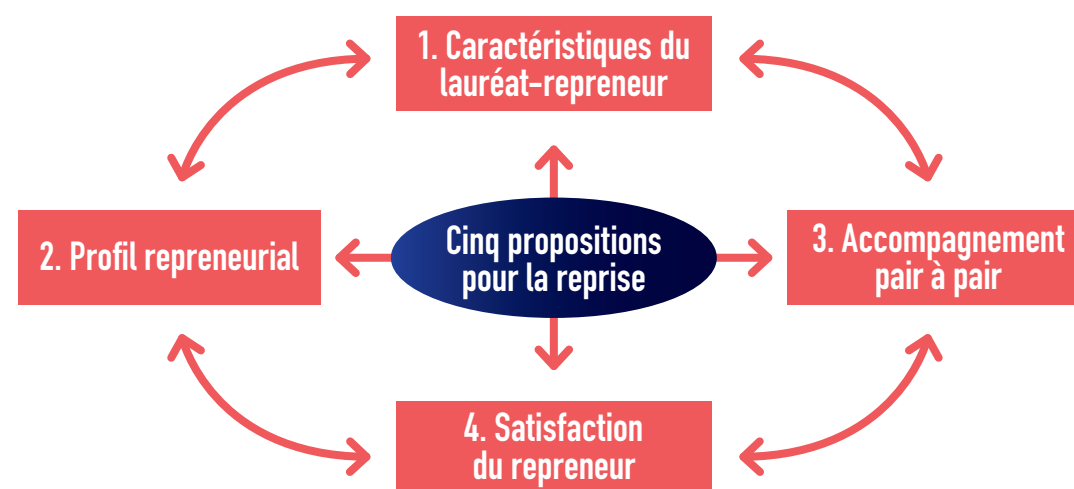 1. Caractéristiques du
lauréat-repreneur
2. Profil repreneurial
Cinq propositions
pour la reprise
3. Accompagnement
pair à pair
4. Satisfaction
du repreneur